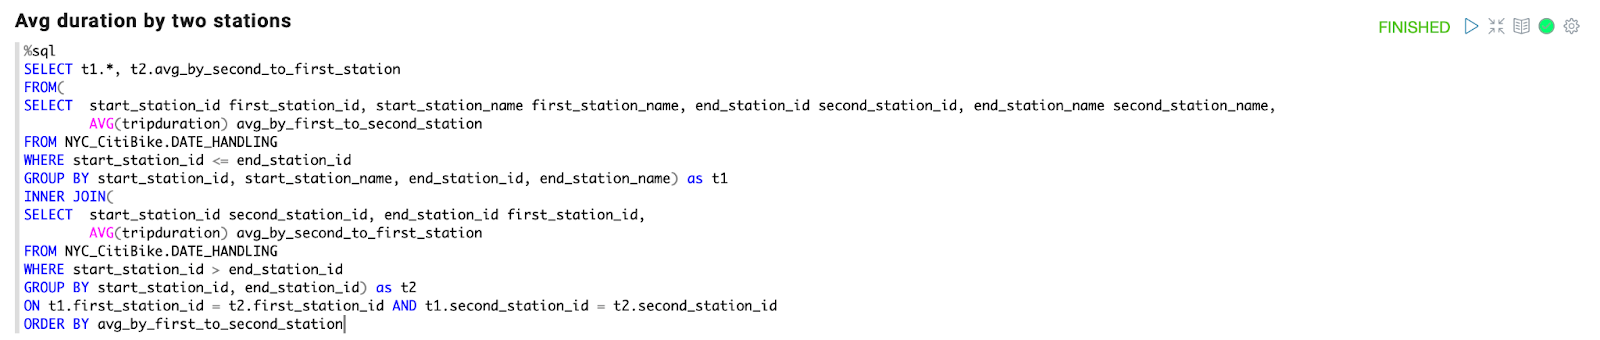 Avg duration by two stations
FINISHED
%sql
SELECT t1.*, t2.avg_by_second_to_first_station
FROM(
SELECT  start_station_id first_station_id, start_station_name first_station_name, end_station_id second_station_id, end_station_name second_station_name,
        AVG(tripduration) avg_by_first_to_second_station
FROM NYC_CitiBike.DATE_HANDLING
WHERE start_station_id <= end_station_id
GROUP BY start_station_id, start_station_name, end_station_id, end_station_name) as t1
INNER JOIN(
SELECT  start_station_id second_station_id, end_station_id first_station_id,
        AVG(tripduration) avg_by_second_to_first_station
FROM NYC_CitiBike.DATE_HANDLING
WHERE start_station_id > end_station_id
GROUP BY start_station_id, end_station_id) as t2
ON t1.first_station_id = t2.first_station_id AND t1.second_station_id = t2.second_station_id
ORDER BY avg_by_first_to_second_station